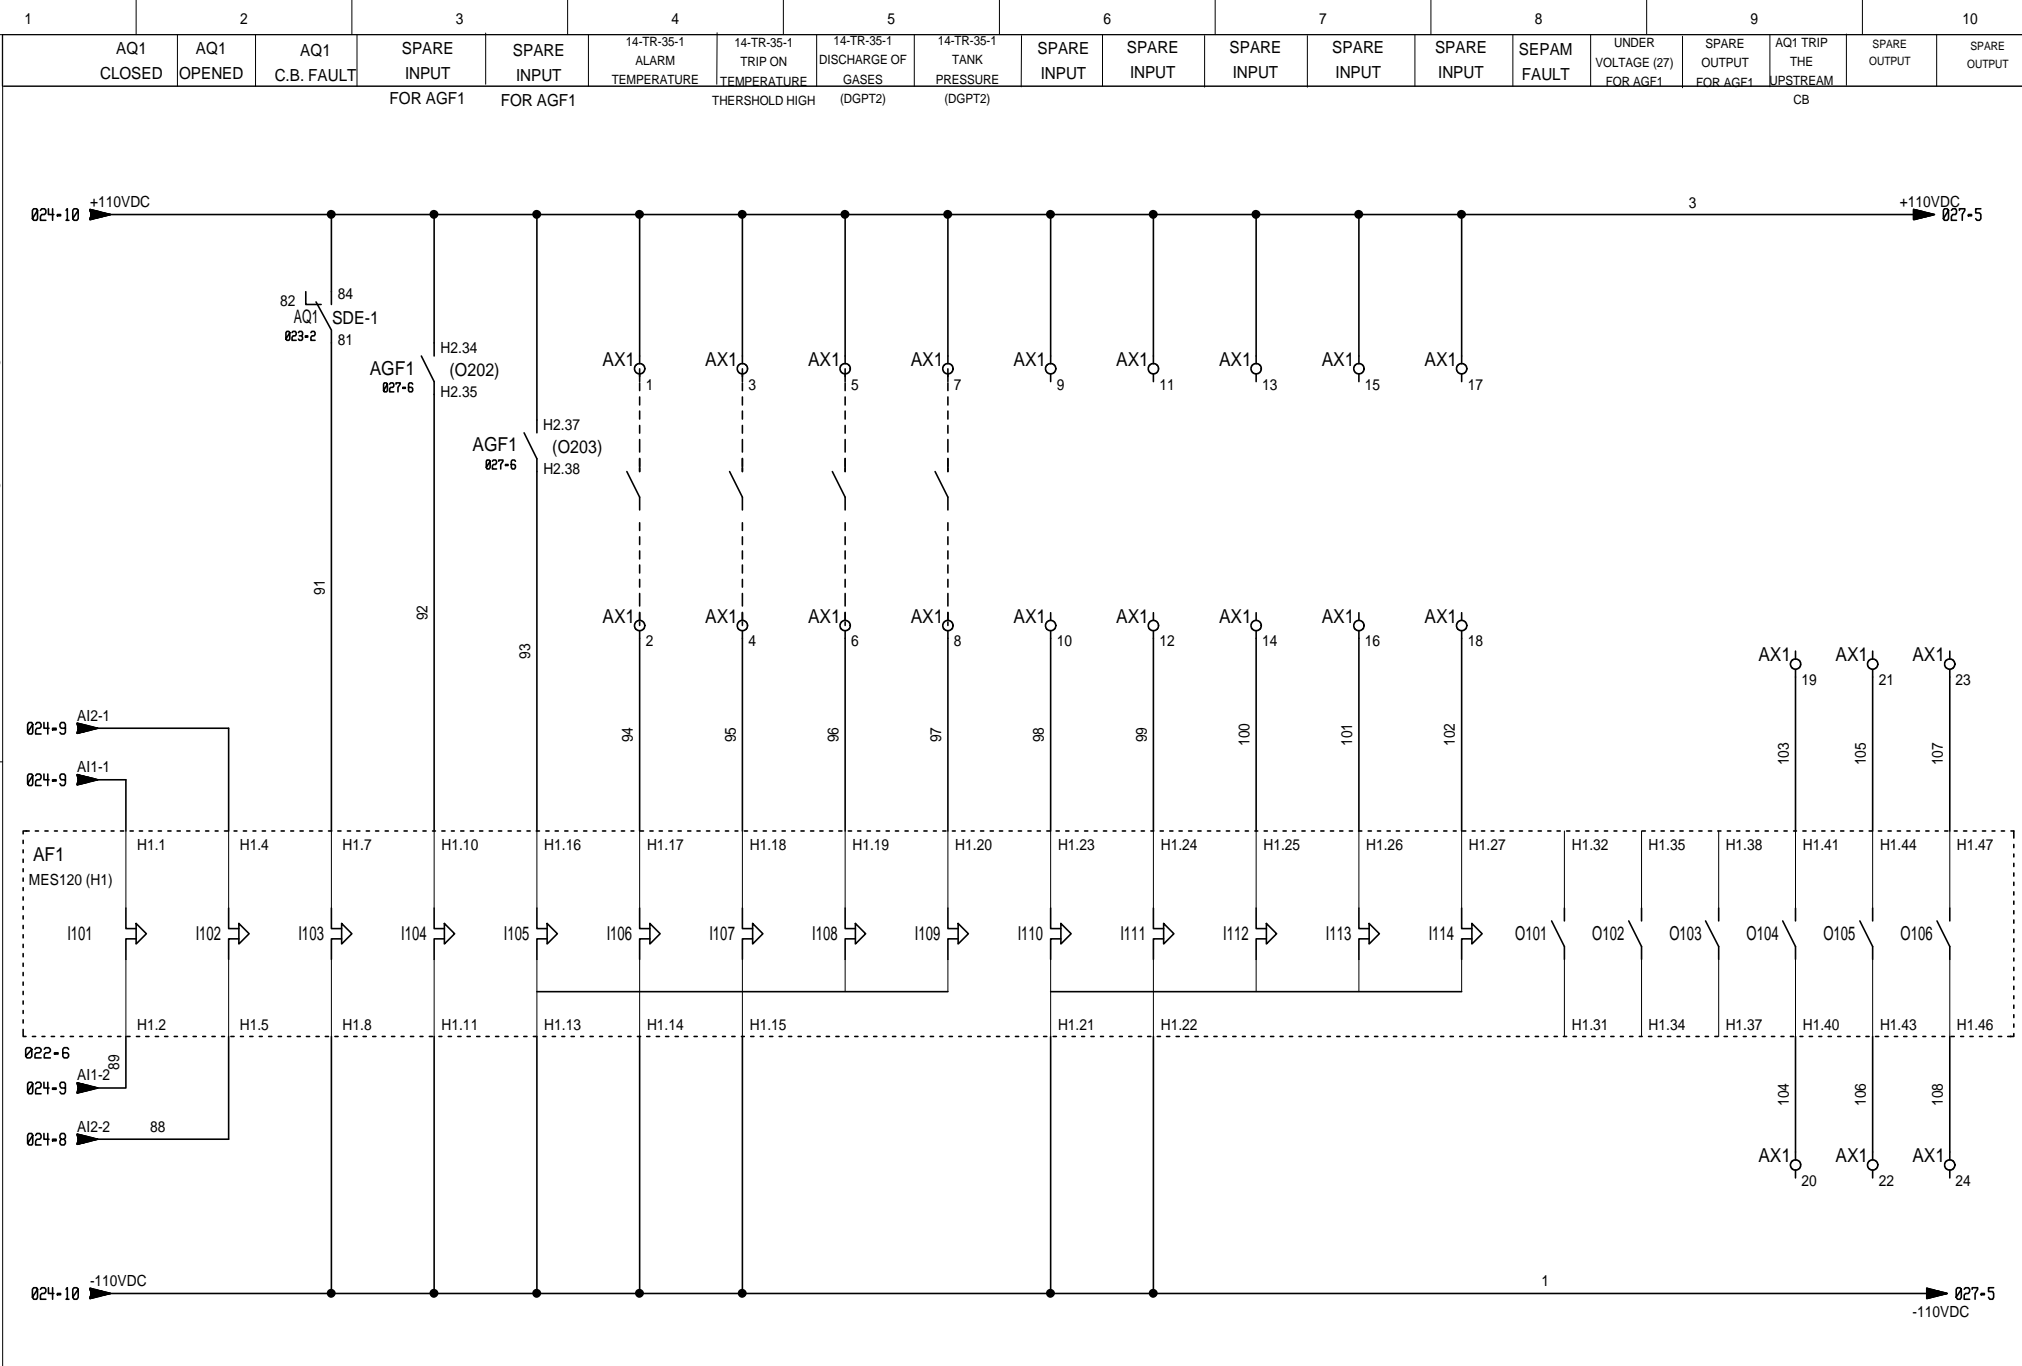 1 2 3 4 5 6 7 8 9 10
AQ1 CLOSED
AQ1 OPENED
AQ1 C.B. FAULT
SPARE INPUT FOR AGF1
SPARE INPUT FOR AGF1
14-TR-35-1 ALARM TEMPERATURE
14-TR-35-1 TRIP ON TEMPERATURE THERSHOLD HIGH
14-TR-35-1 DISCHARGE OF GASES (DGPT2)
14-TR-35-1 TANK PRESSURE (DGPT2)
SPARE INPUT
SPARE INPUT
SPARE INPUT
SPARE INPUT
SPARE INPUT
SEPAM FAULT
UNDER VOLTAGE (27) FOR AGF1
SPARE OUTPUT FOR AGF1
AQ1 TRIP THE UPSTREAM CB
SPARE OUTPUT
SPARE OUTPUT
024-10 +110VDC 3 +110VDC 027-5
82 84
AQ1 SDE-1
023-2 81
H2.34
AGF1 (O202)
027-6 H2.35
H2.37
AGF1 (O203)
027-6 H2.38
AX1 AX1 AX1 AX1 AX1 AX1 AX1 AX1 AX1
1 3 5 7 9 11 13 15 17
91 92 93
AX1 AX1 AX1 AX1 AX1 AX1 AX1 AX1 AX1
2 4 6 8 10 12 14 16 18
AX1 AX1 AX1
19 21 23
94 95 96 97 98 99 100 101 102 103 105 107
024-9 AI2-1
024-9 AI1-1
H1.1 H1.4 H1.7 H1.10 H1.16 H1.17 H1.18 H1.19 H1.20 H1.23 H1.24 H1.25 H1.26 H1.27 H1.32 H1.35 H1.38 H1.41 H1.44 H1.47
AF1
MES120 (H1)
I101 I102 I103 I104 I105 I106 I107 I108 I109 I110 I111 I112 I113 I114 O101 O102 O103 O104 O105 O106
H1.2 H1.5 H1.8 H1.11 H1.13 H1.14 H1.15 H1.21 H1.22 H1.31 H1.34 H1.37 H1.40 H1.43 H1.46
022-6
89
024-9 AI1-2
024-8 AI2-2 88
104 106 108
AX1 AX1 AX1
20 22 24
024-10 -110VDC 1 027-5
-110VDC